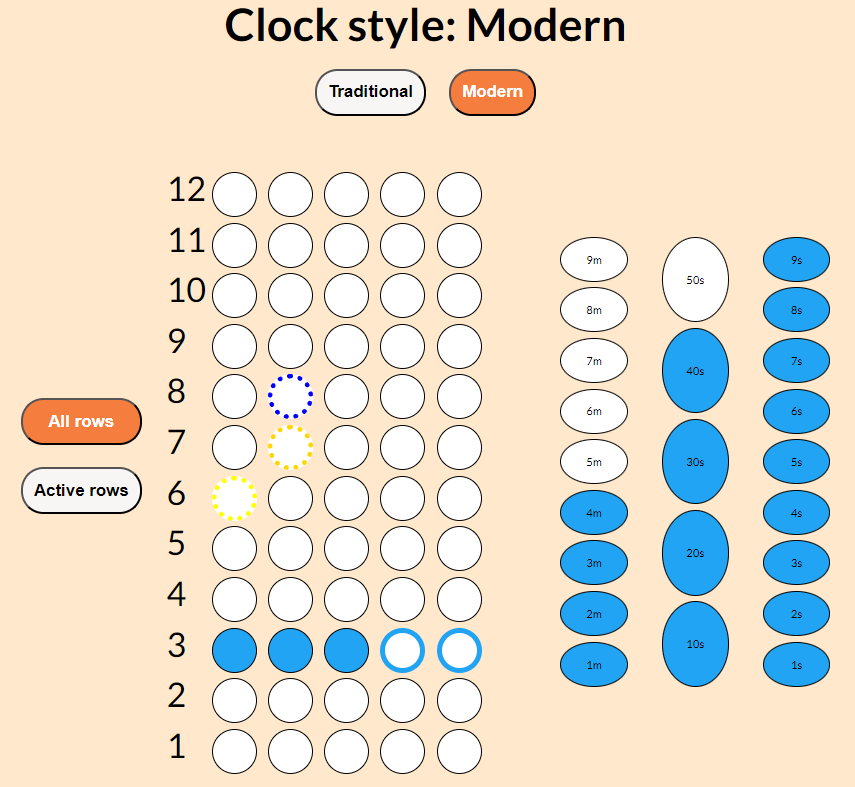 Clock style: Modern
Traditional Modern
12
11
10
9
8
7
6
5
4
3
2
1
All rows
Active rows
9m
8m
7m
6m
5m
4m
3m
2m
1m
50s
40s
30s
20s
10s
9s
8s
7s
6s
5s
4s
3s
2s
1s